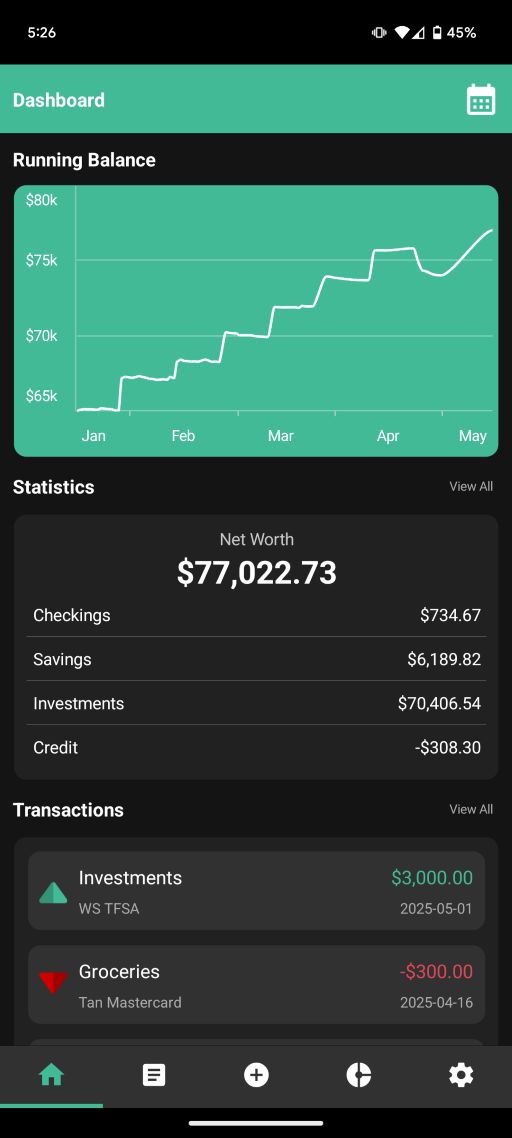 5:26 45%
Dashboard
Running Balance
$80k
$75k
$70k
$65k
Jan Feb Mar Apr May
Statistics View All
Net Worth
$77,022.73
Checkings $734.67
Savings $6,189.82
Investments $70,406.54
Credit -$308.30
Transactions View All
Investments $3,000.00
WS TFSA 2025-05-01
Groceries -$300.00
Tan Mastercard 2025-04-16